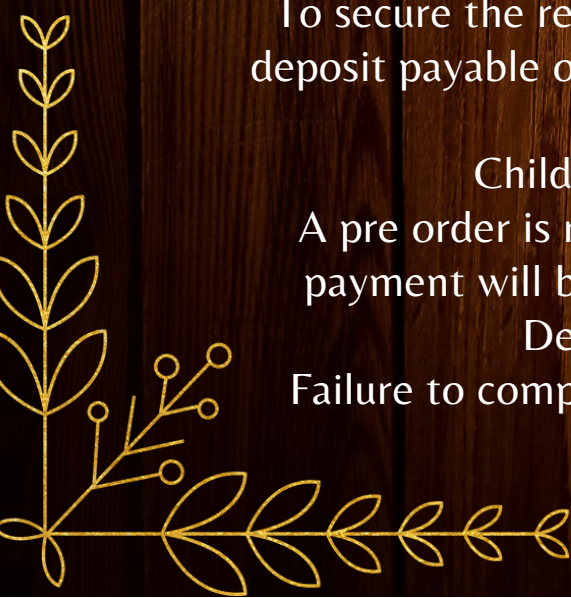 To secure the re
deposit payable o
Child
A pre order is
payment will b
De
Failure to comp